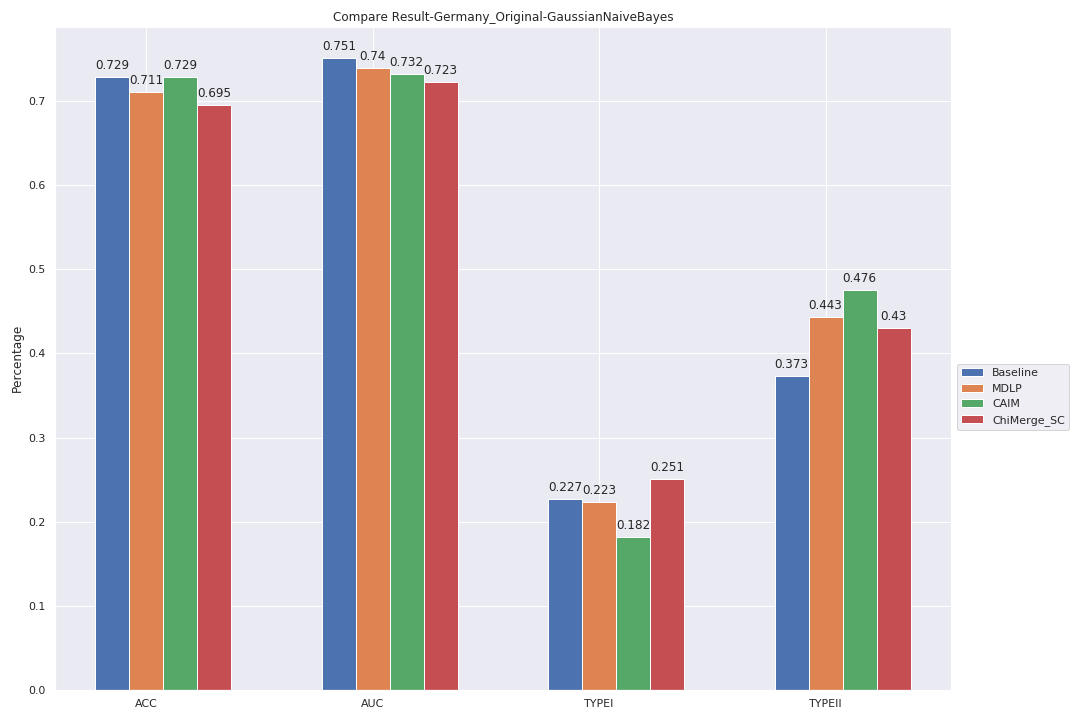 Compare Result-Germany_Original-GaussianNaiveBayes
Percentage
0.7
0.6
0.5
0.4
0.3
0.2
0.1
0.0
0.729
0.711
0.729
0.695
0.751
0.74
0.732
0.723
0.227
0.223
0.182
0.251
0.373
0.443
0.476
0.43
ACC
AUC
TYPEI
TYPEII
Baseline
MDLP
CAIM
ChiMerge_SC